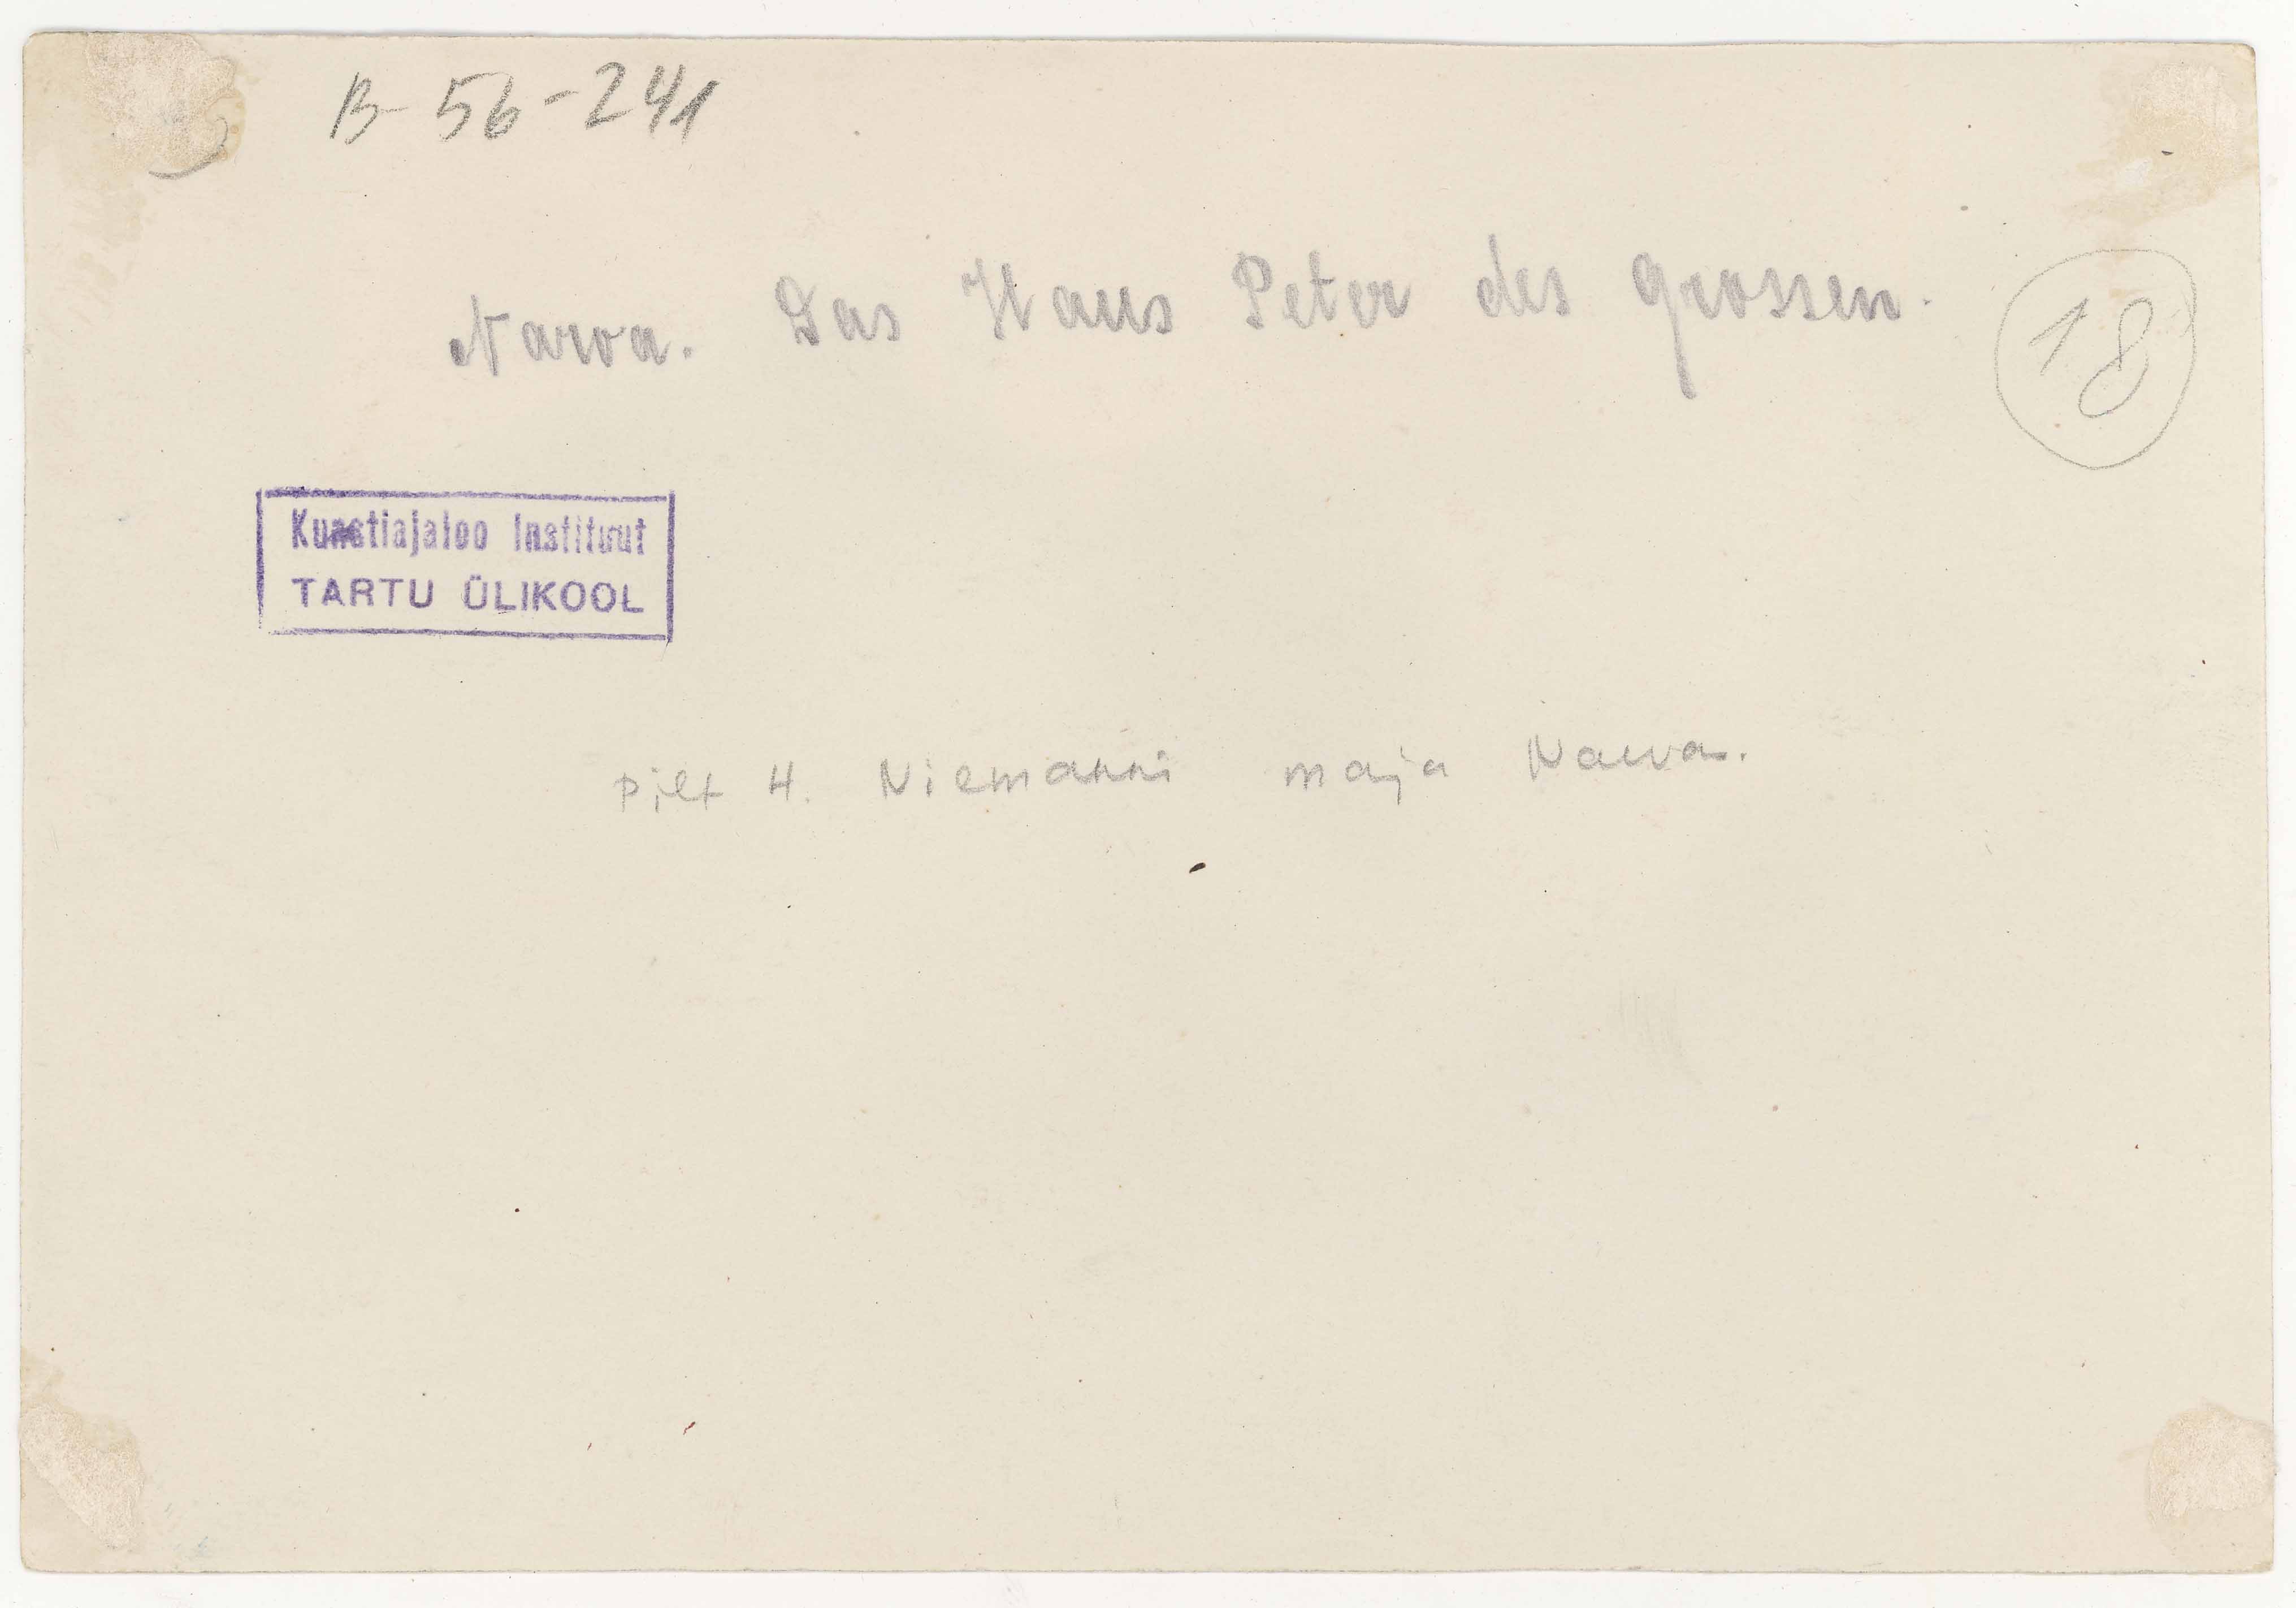 B-56-241
Narva. Das Haus Peter des Grossen.
18
Kunstiajaloo Instituut
TARTU ÜLIKOOL
Pilt H. Niemanni maja Narva.